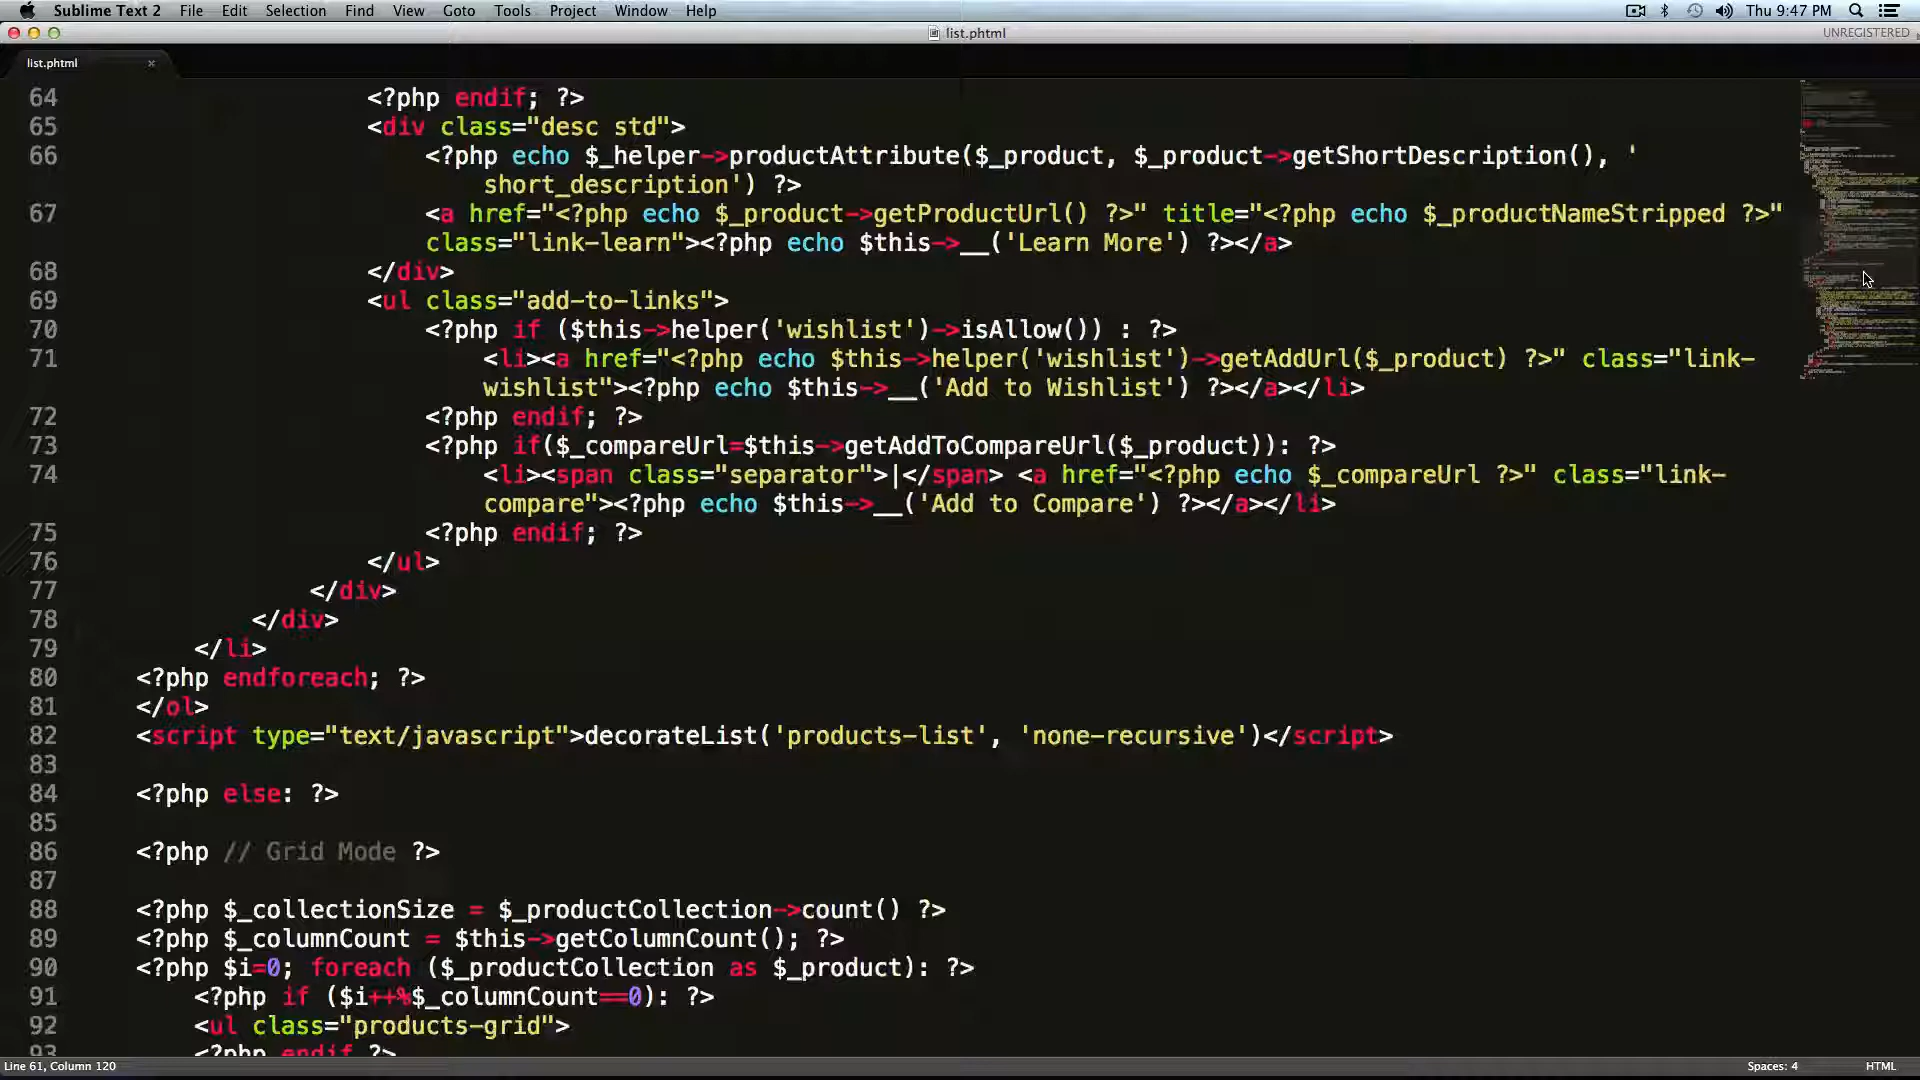 Sublime Text 2 File Edit Selection Find View Goto Tools Project Window Help Thu 9:47 PM
list.phtml UNREGISTERED
list.phtml ×
64 <?php endif; ?>
65 <div class="desc std">
66 <?php echo $_helper->productAttribute($_product, $_product->getShortDescription(), '
short_description') ?>
67 <a href="<?php echo $_product->getProductUrl() ?>" title="<?php echo $_productNameStripped ?>"
class="link-learn"><?php echo $this->__('Learn More') ?></a>
68 </div>
69 <ul class="add-to-links">
70 <?php if ($this->helper('wishlist')->isAllow()) : ?>
71 <li><a href="<?php echo $this->helper('wishlist')->getAddUrl($_product) ?>" class="link-
wishlist"><?php echo $this->__('Add to Wishlist') ?></a></li>
72 <?php endif; ?>
73 <?php if($_compareUrl=$this->getAddToCompareUrl($_product)): ?>
74 <li><span class="separator">|</span> <a href="<?php echo $_compareUrl ?>" class="link-
compare"><?php echo $this->__('Add to Compare') ?></a></li>
75 <?php endif; ?>
76 </ul>
77 </div>
78 </div>
79 </li>
80 <?php endforeach; ?>
81 </ol>
82 <script type="text/javascript">decorateList('products-list', 'none-recursive')</script>
83
84 <?php else: ?>
85
86 <?php // Grid Mode ?>
87
88 <?php $_collectionSize = $_productCollection->count() ?>
89 <?php $_columnCount = $this->getColumnCount(); ?>
90 <?php $i=0; foreach ($_productCollection as $_product): ?>
91 <?php if ($i++%$_columnCount==0): ?>
92 <ul class="products-grid">
93 <?php endif ?>
Line 61, Column 120 Spaces: 4 HTML